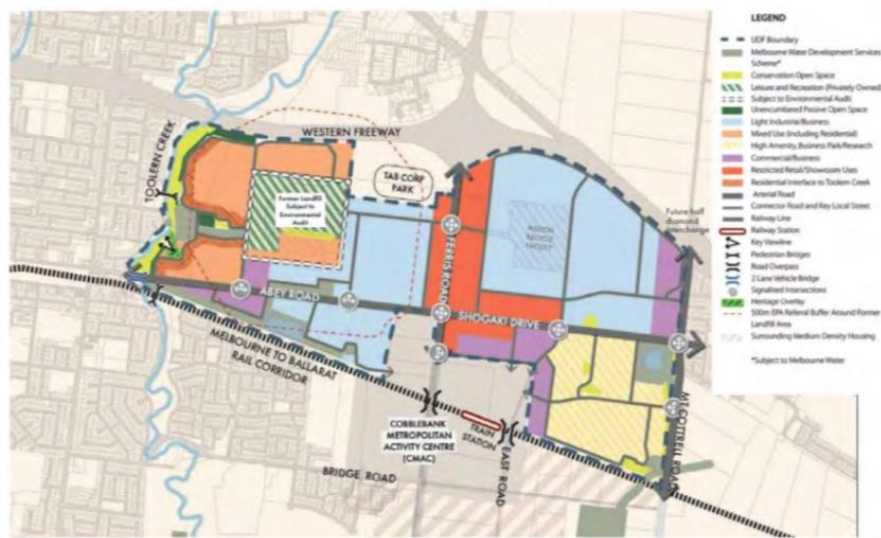 WESTERN FREEWAY
TOOLERN CREEK
TAB CORP
PARK
Former Landfill
Subject to
Environmental
Audit
FERRIS ROAD
Future half
diamond
interchange
ABEY ROAD
SHOGAKI DRIVE
MELBOURNE TO BALLARAT
RAIL CORRIDOR
MT COTTRELL ROAD
COBBLEBANK
METROPOLITAN
ACTIVITY CENTRE
(CMAC)
TRAIN
STATION
EAST ROAD
BRIDGE ROAD
LEGEND
UDF Boundary
Melbourne Water Development Services
Scheme*
Conservation Open Space
Leisure and Recreation (Privately Owned)
Subject to Environmental Audit
Unencumbered Passive Open Space
Light Industrial/Business
Mixed Use (Including Residential)
High Amenity, Business Park/Research
Commercial/Business
Restricted Retail/Showroom Uses
Residential Interface to Toolern Creek
Arterial Road
Connector Road and Key Local Street
Railway Line
Railway Station
Key Viewline
Pedestrian Bridges
Road Overpass
2 Lane Vehicle Bridge
Signalised Intersections
Heritage Overlay
500m EPA Referral Buffer Around Former
Landfill Area
Surrounding Medium Density Housing
*Subject to Melbourne Water